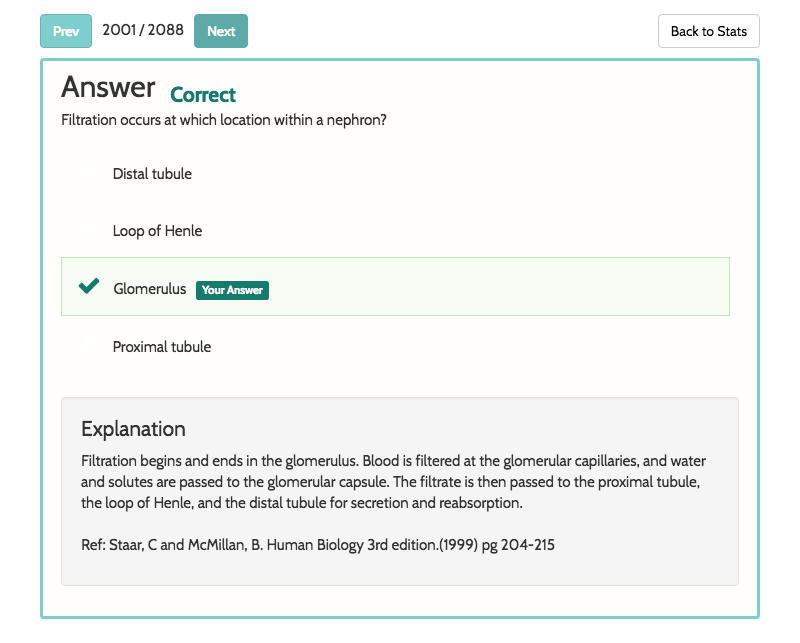 Prev 2001 / 2088 Next Back to Stats
Answer Correct
Filtration occurs at which location within a nephron?
Distal tubule
Loop of Henle
Glomerulus Your Answer
Proximal tubule
Explanation
Filtration begins and ends in the glomerulus. Blood is filtered at the glomerular capillaries, and water
and solutes are passed to the glomerular capsule. The filtrate is then passed to the proximal tubule,
the loop of Henle, and the distal tubule for secretion and reabsorption.
Ref: Staar, C and McMillan, B. Human Biology 3rd edition.(1999) pg 204-215